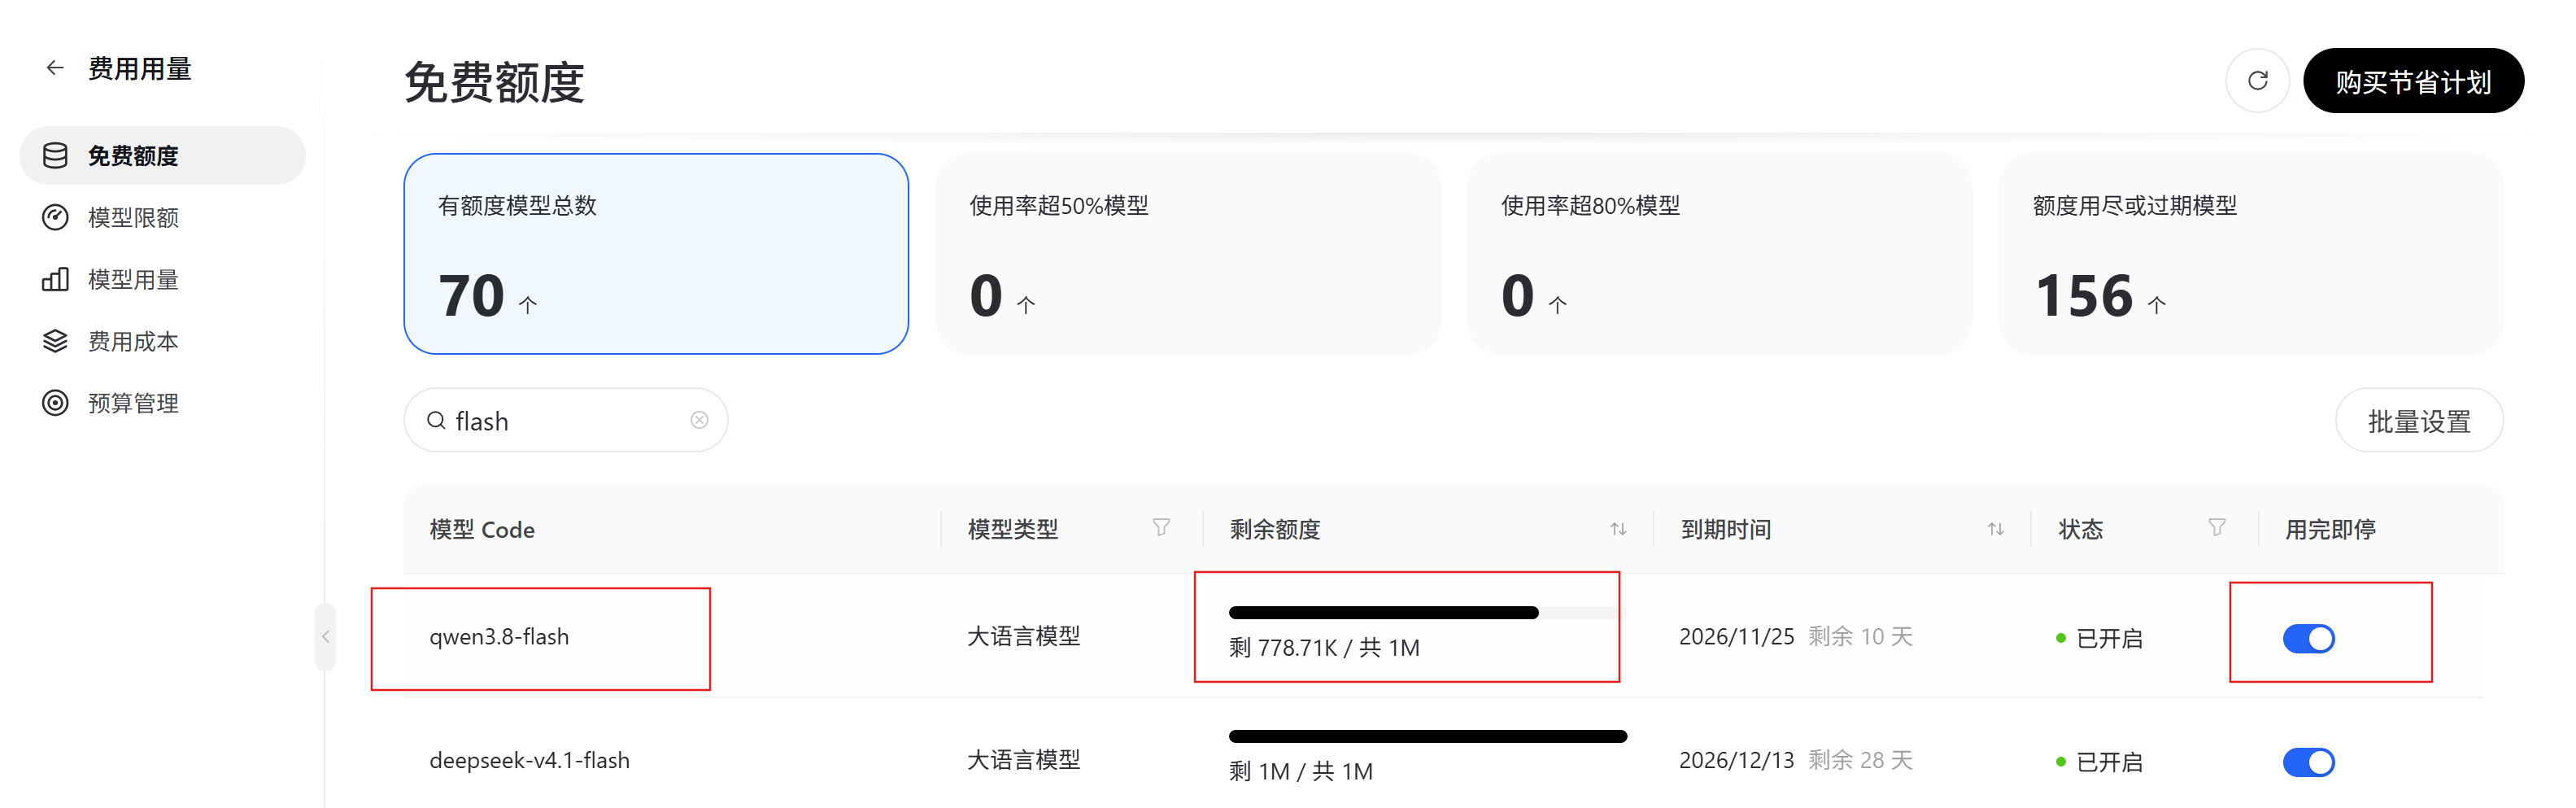 费用用量
免费额度
模型限额
模型用量
费用成本
预算管理
免费额度
购买节省计划
有额度模型总数
70 个
使用率超50%模型
0 个
使用率超80%模型
0 个
额度用尽或过期模型
156 个
flash
批量设置
模型 Code 模型类型 剩余额度 到期时间 状态 用完即停
qwen3.8-flash 大语言模型 剩 778.71K / 共 1M 2026/11/25 剩余 10 天 已开启
deepseek-v4.1-flash 大语言模型 剩 1M / 共 1M 2026/12/13 剩余 28 天 已开启